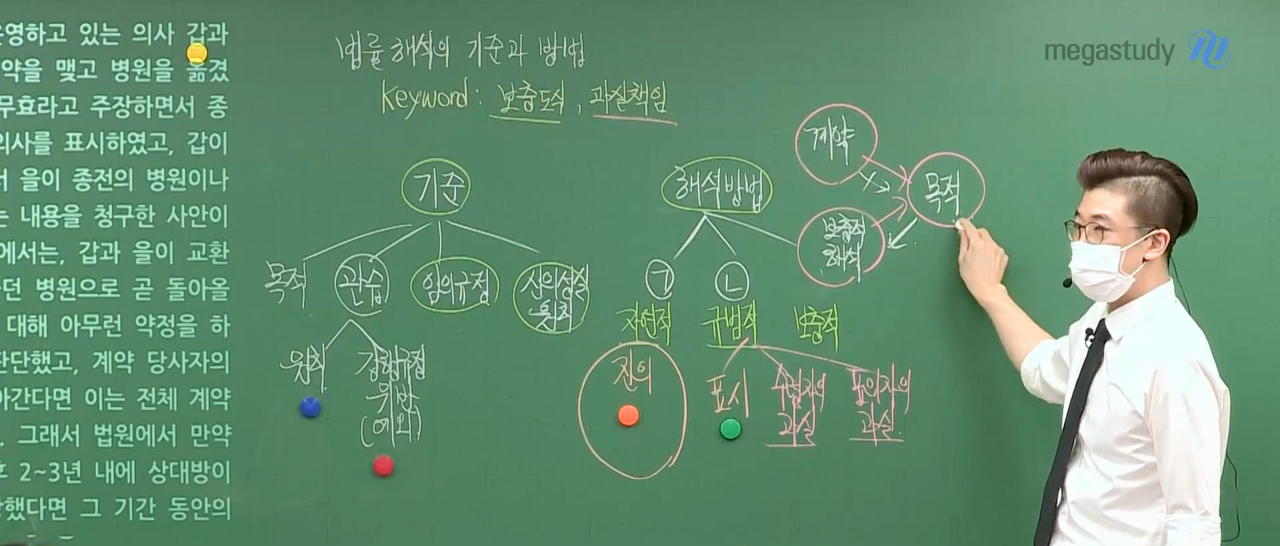 운영하고 있는 의사 갑과
약을 맺고 병원을 옮겼
무효라고 주장하면서 종
의사를 표시하였고, 갑이
서 을이 종전의 병원이나
는 내용을 청구한 사안이
에서는, 갑과 을이 교환
던 병원으로 곧 돌아올
대해 아무런 약정을 하
판단했고, 계약 당사자의
아간다면 이는 전체 계약
. 그래서 법원에서 만약
후 2~3년 내에 상대방이
했다면 그 기간 동안의
법률 해석의 기준과 방법
Keyword: 보충도식, 과실책임
megastudy
기준
목적 관습 임의규정 신의성실 원칙
원칙 강행규정 위반 (예외)
해석방법
ㄱ ㄴ
자연적 규범적 보충적
진의 표시 수령자의 과실 표의자의 과실
계약
목적
보충적 해석